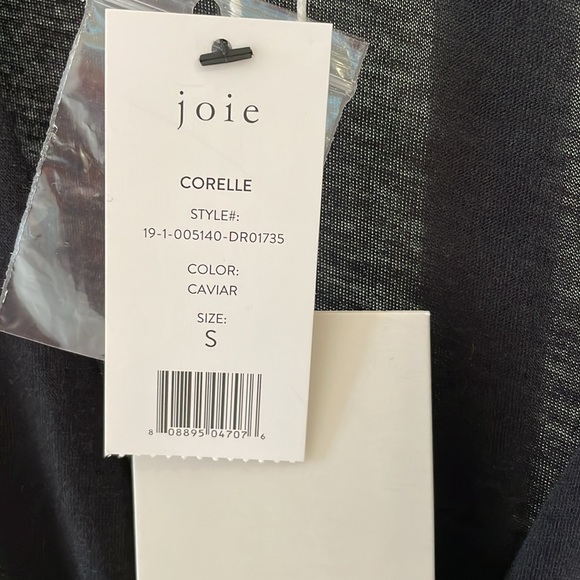 joie
CORELLE
STYLE#:
19-1-005140-DR01735
COLOR:
CAVIAR
SIZE:
S
8 08895 04707 6